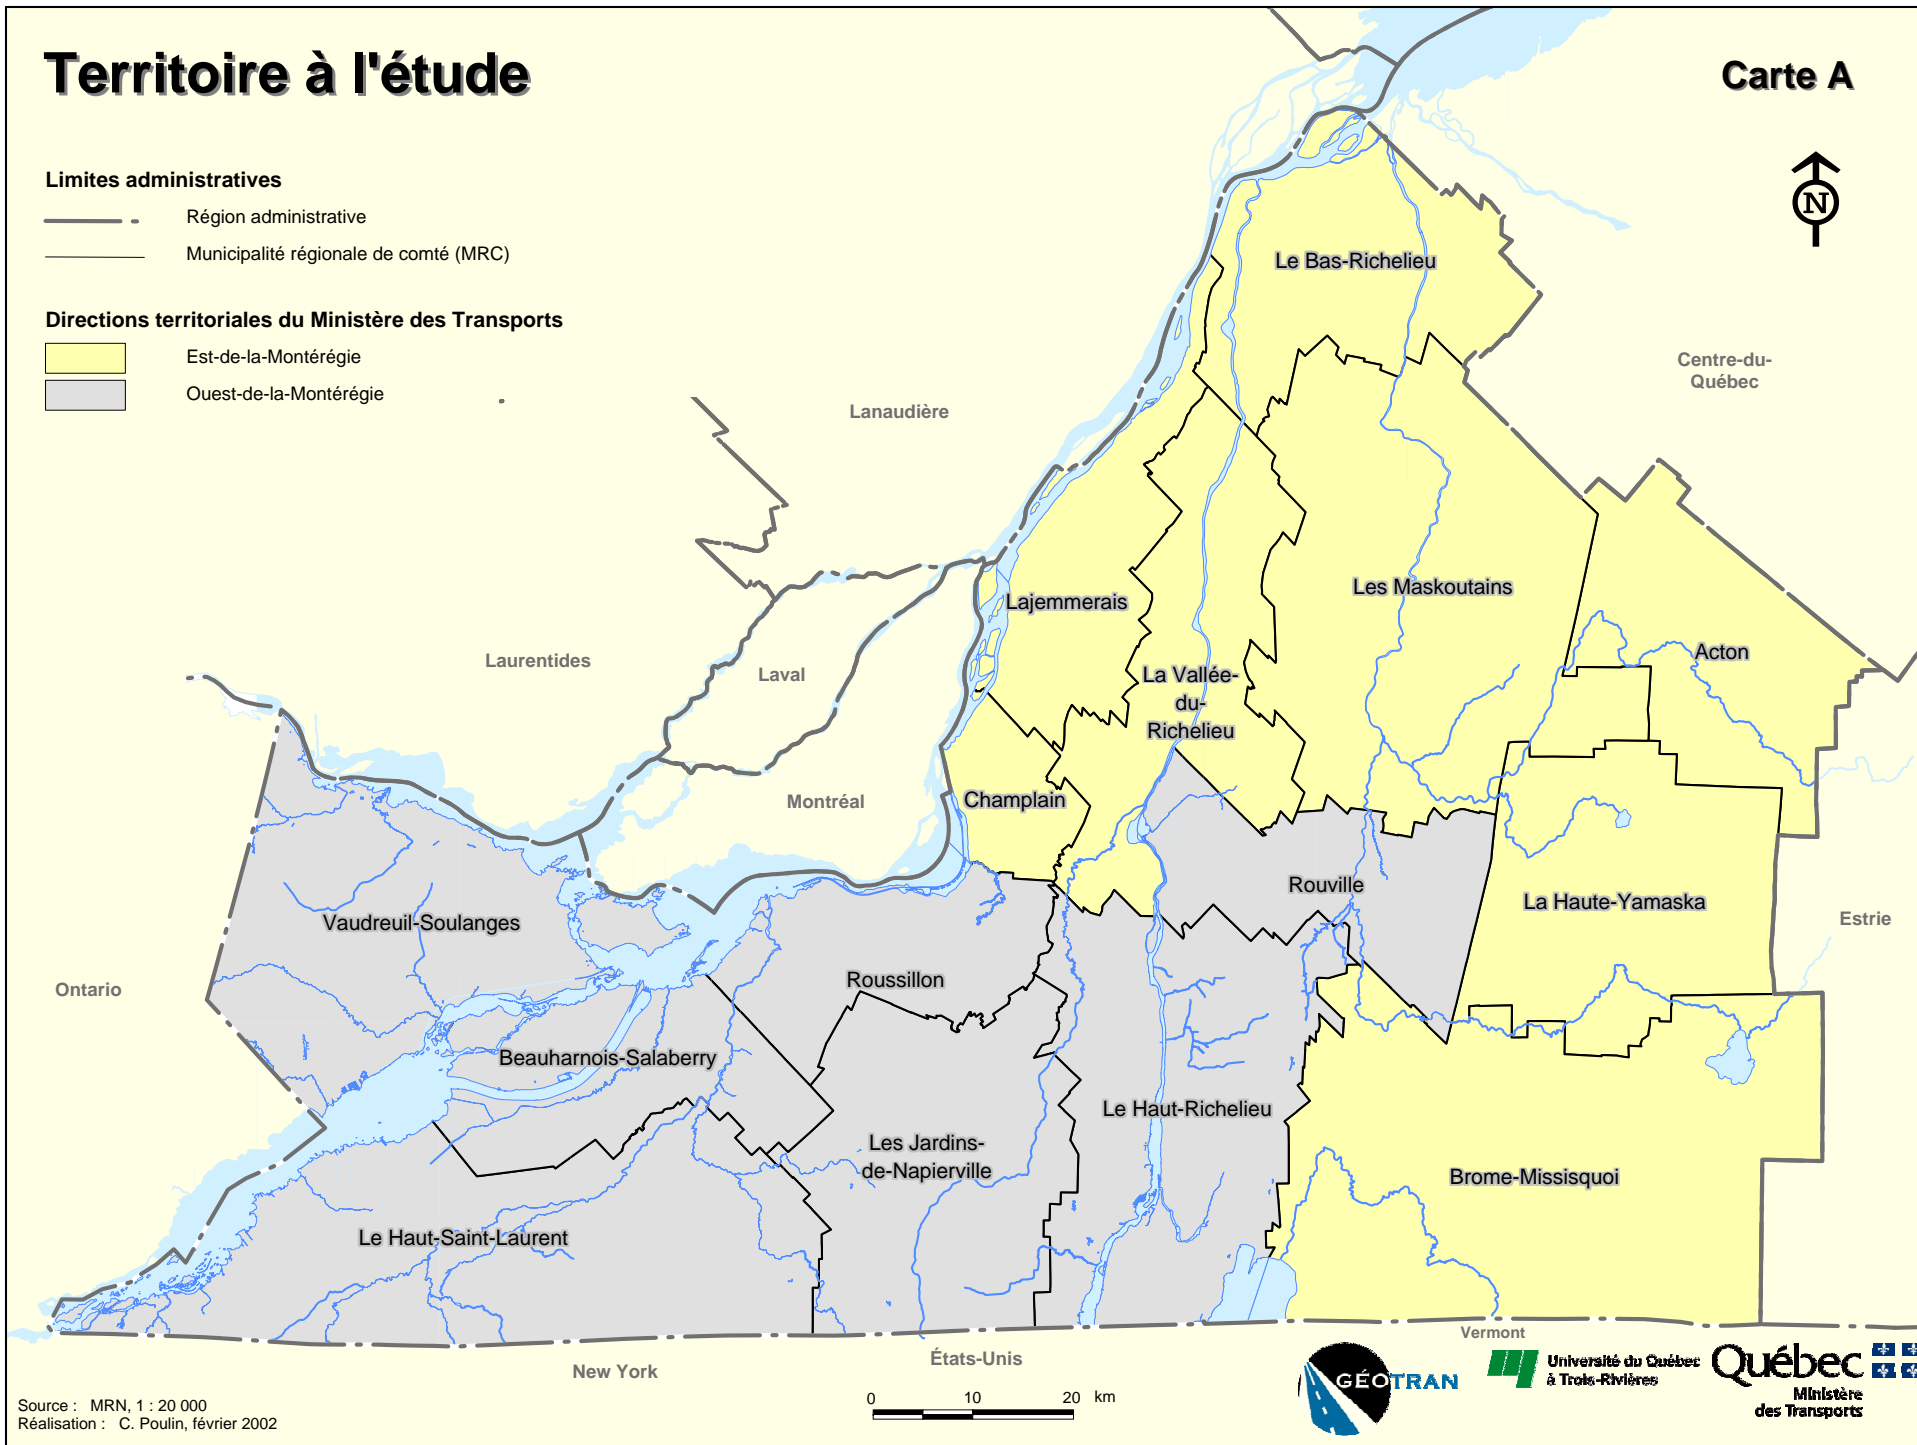 Territoire à l'étude
Carte A
Limites administratives
Région administrative
Municipalité régionale de comté (MRC)
Directions territoriales du Ministère des Transports
Est-de-la-Montérégie
Ouest-de-la-Montérégie
N
Le Bas-Richelieu
Centre-du-
Québec
Lanaudière
Les Maskoutains
Lajemmerais
Acton
Laurentides
Laval
La Vallée-
du-
Richelieu
Montréal
Champlain
Rouville
La Haute-Yamaska
Estrie
Vaudreuil-Soulanges
Ontario
Roussillon
Beauharnois-Salaberry
Le Haut-Richelieu
Les Jardins-
de-Napierville
Brome-Missisquoi
Le Haut-Saint-Laurent
Vermont
États-Unis
New York
0 10 20 km
Source : MRN, 1 : 20 000
Réalisation : C. Poulin, février 2002
GÉOTRAN
Université du Québec
à Trois-Rivières
Québec
Ministère
des Transports